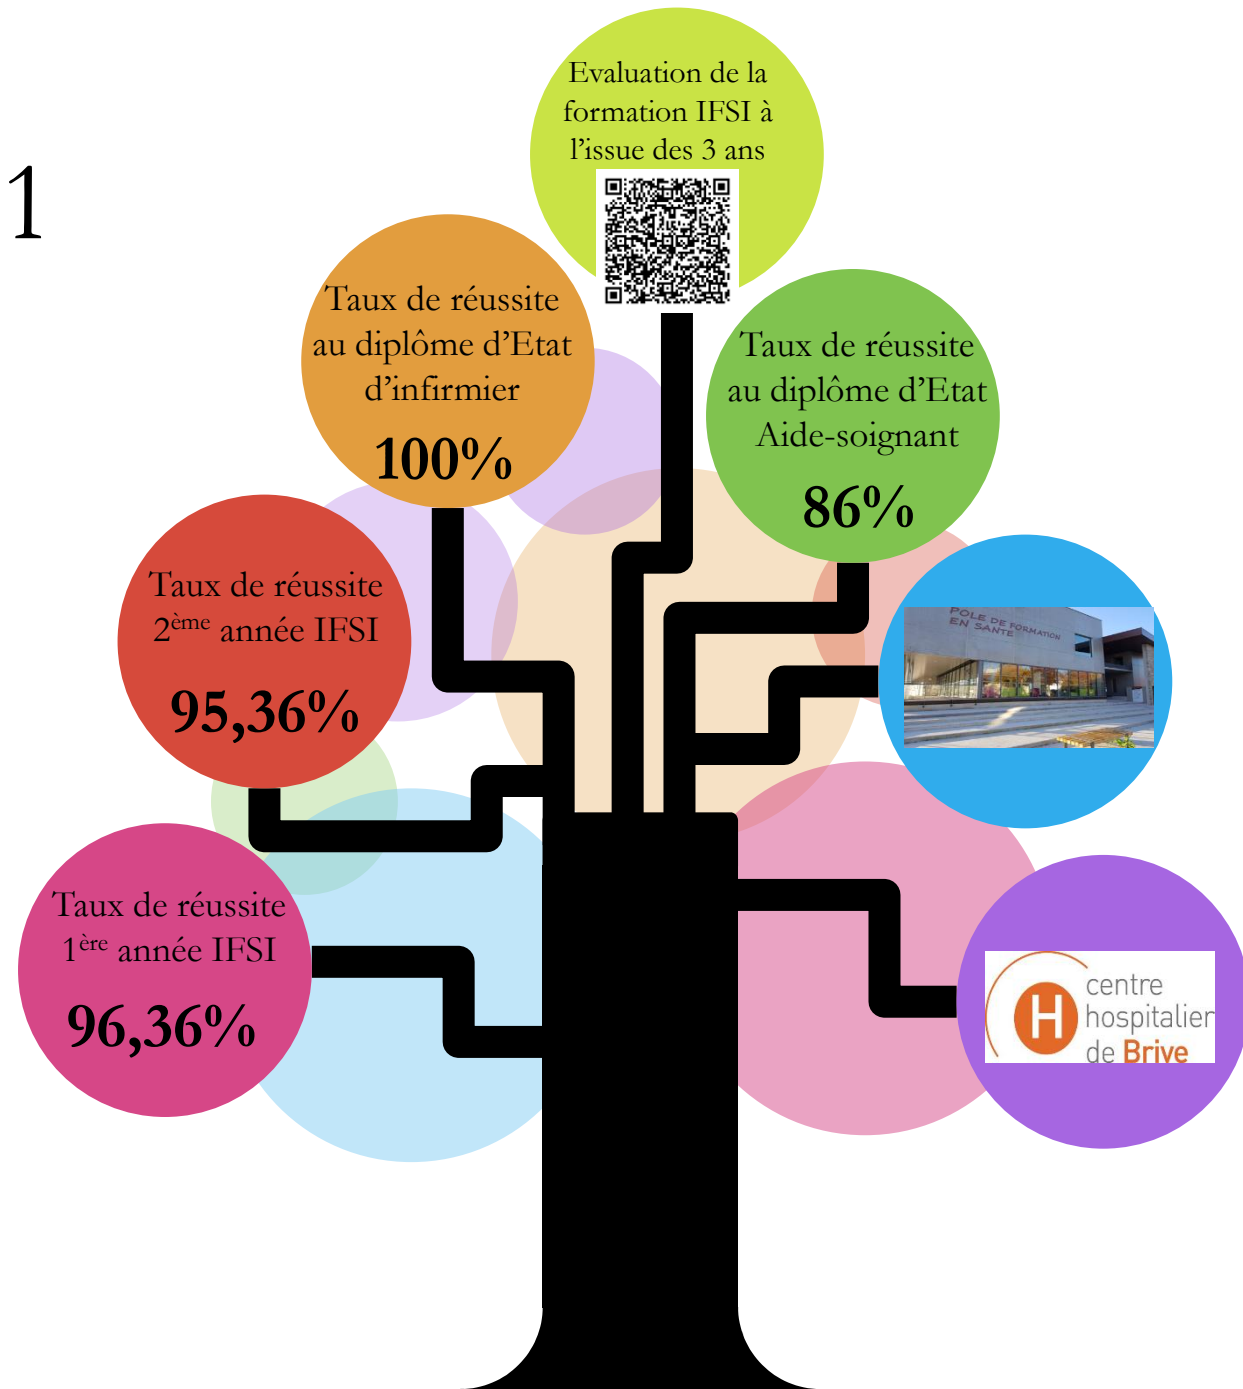 1
Evaluation de la
formation IFSI à
l’issue des 3 ans
Taux de réussite
au diplôme d’Etat
d’infirmier
100%
Taux de réussite
au diplôme d’Etat
Aide-soignant
86%
Taux de réussite
2ème année IFSI
95,36%
POLE DE FORMATION
EN SANTE
Taux de réussite
1ère année IFSI
96,36%
H
centre
hospitalier
de Brive